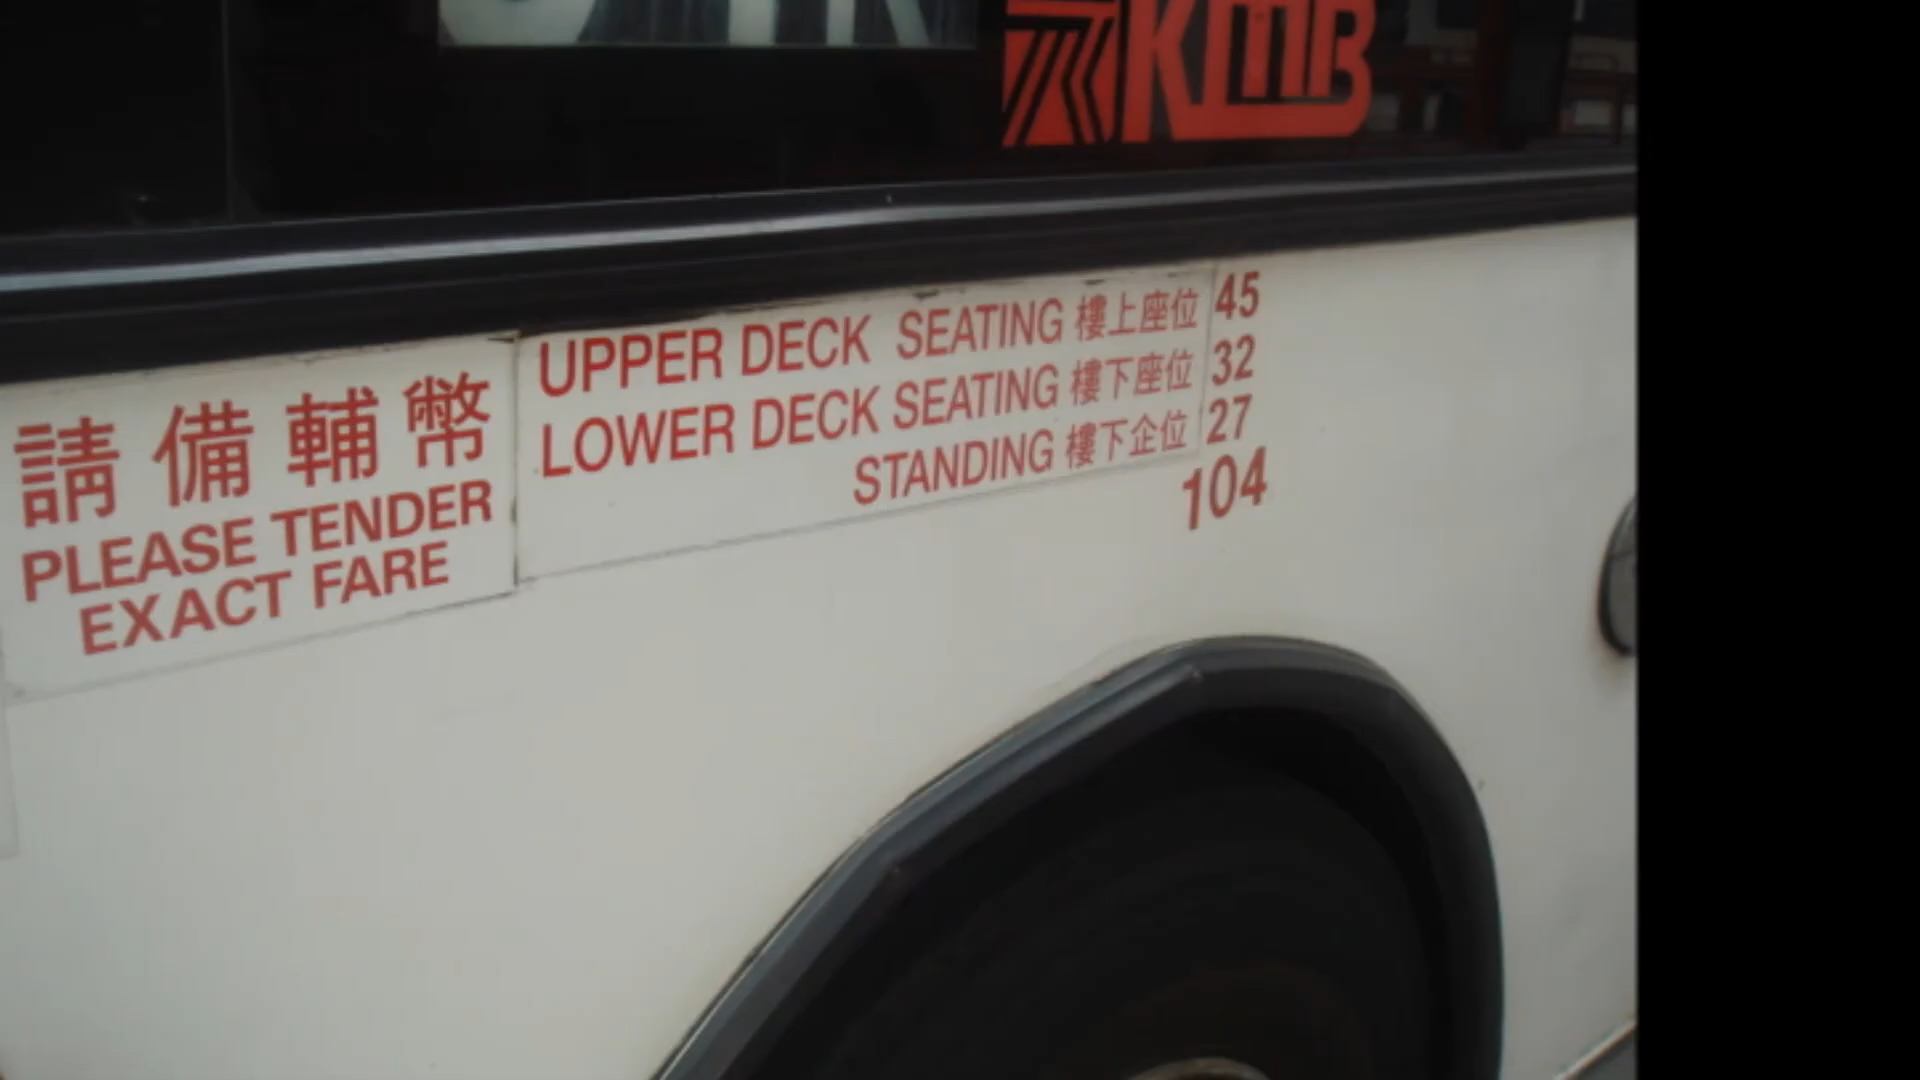 KMB
UPPER DECK SEATING 樓上座位 45
LOWER DECK SEATING 樓下座位 32
STANDING 樓下企位 27
104
請備輔幣
PLEASE TENDER
EXACT FARE